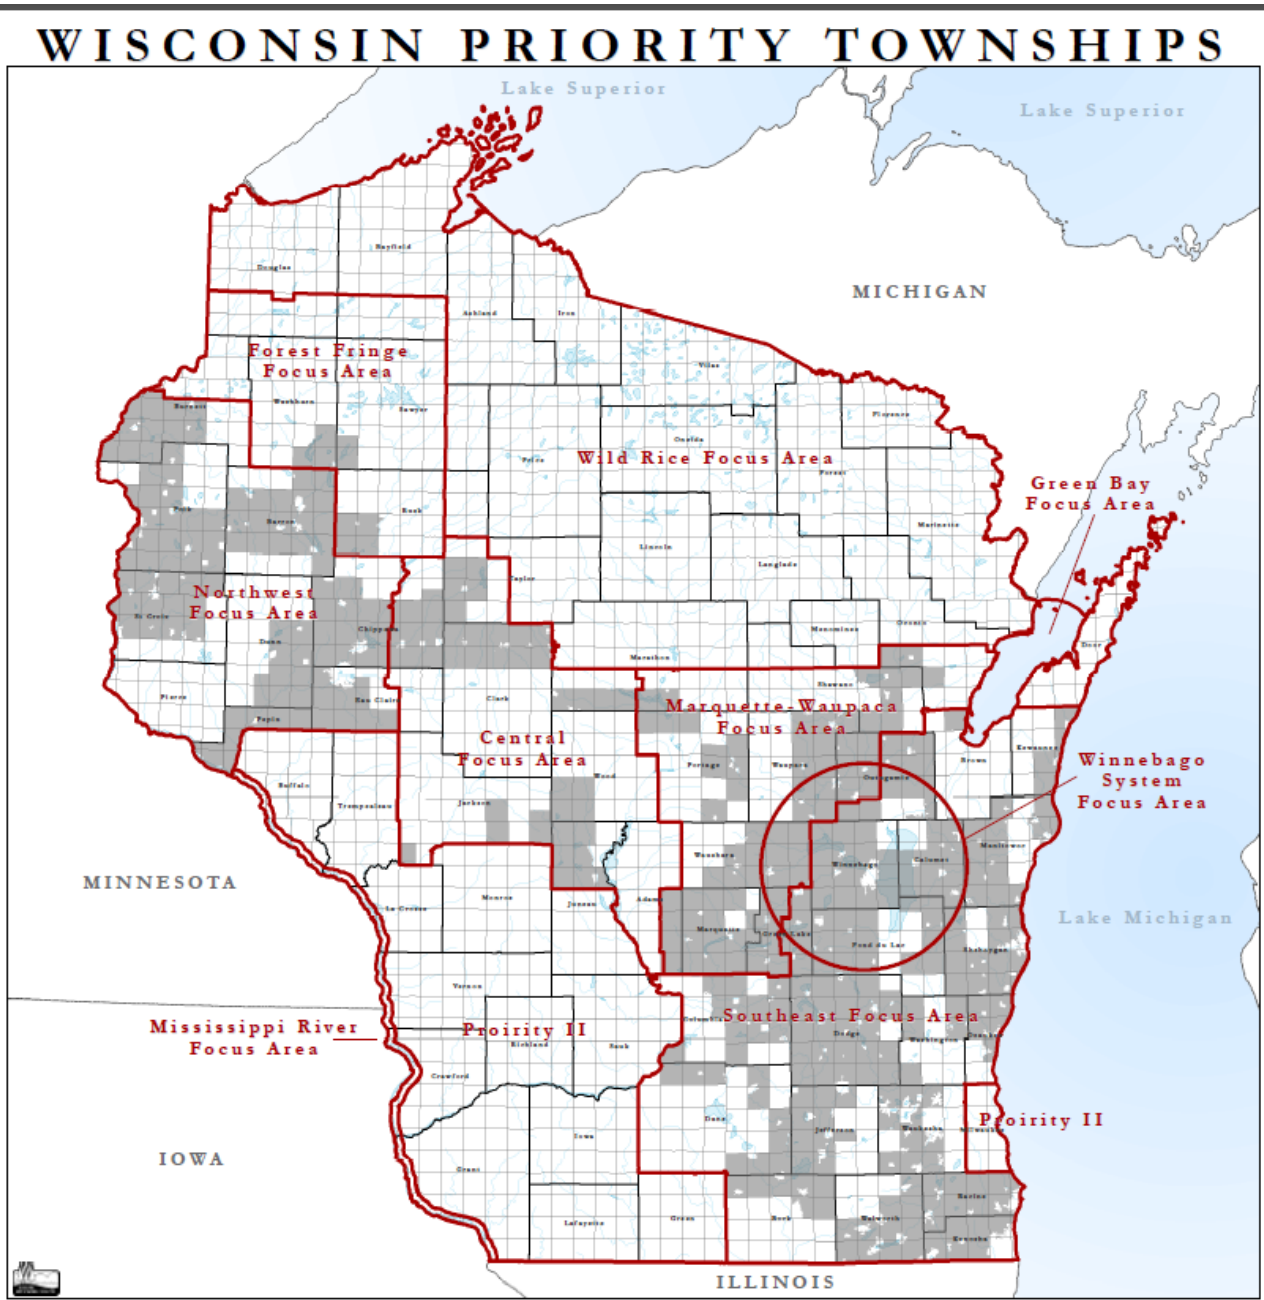 WISCONSIN PRIORITY TOWNSHIPS
Lake Superior
Lake Superior
Bayfield
Douglas
MICHIGAN
Ashland
Iron
Forest Fringe
Focus Area
Vilas
Washburn
Sawyer
Burnett
Florence
Oneida
Wild Rice Focus Area
Price
Forest
Green Bay
Focus Area
Polk
Barron
Rusk
Marinette
Lincoln
Langlade
Taylor
Northwest
Focus Area
St Croix
Chippewa
Dunn
Menominee
Oconto
Door
Marathon
Shawano
Pierce
Eau Claire
Clark
Marquette-Waupaca
Focus Area
Pepin
Central
Focus Area
Kewaunee
Brown
Portage
Waupaca
Wood
Outagamie
Winnebago
System
Focus Area
Buffalo
Trempealeau
Jackson
Manitowoc
Waushara
Winnebago
Calumet
MINNESOTA
La Crosse
Monroe
Juneau
Adams
Lake Michigan
Marquette
Green Lake
Fond du Lac
Sheboygan
Vernon
Mississippi River
Focus Area
Proirity II
Richland
Sauk
Columbia
Southeast Focus Area
Dodge
Washington
Crawford
Dane
Jefferson
Waukesha
Milwaukee
Proirity II
Iowa
IOWA
Grant
Racine
Lafayette
Green
Rock
Walworth
Kenosha
ILLINOIS